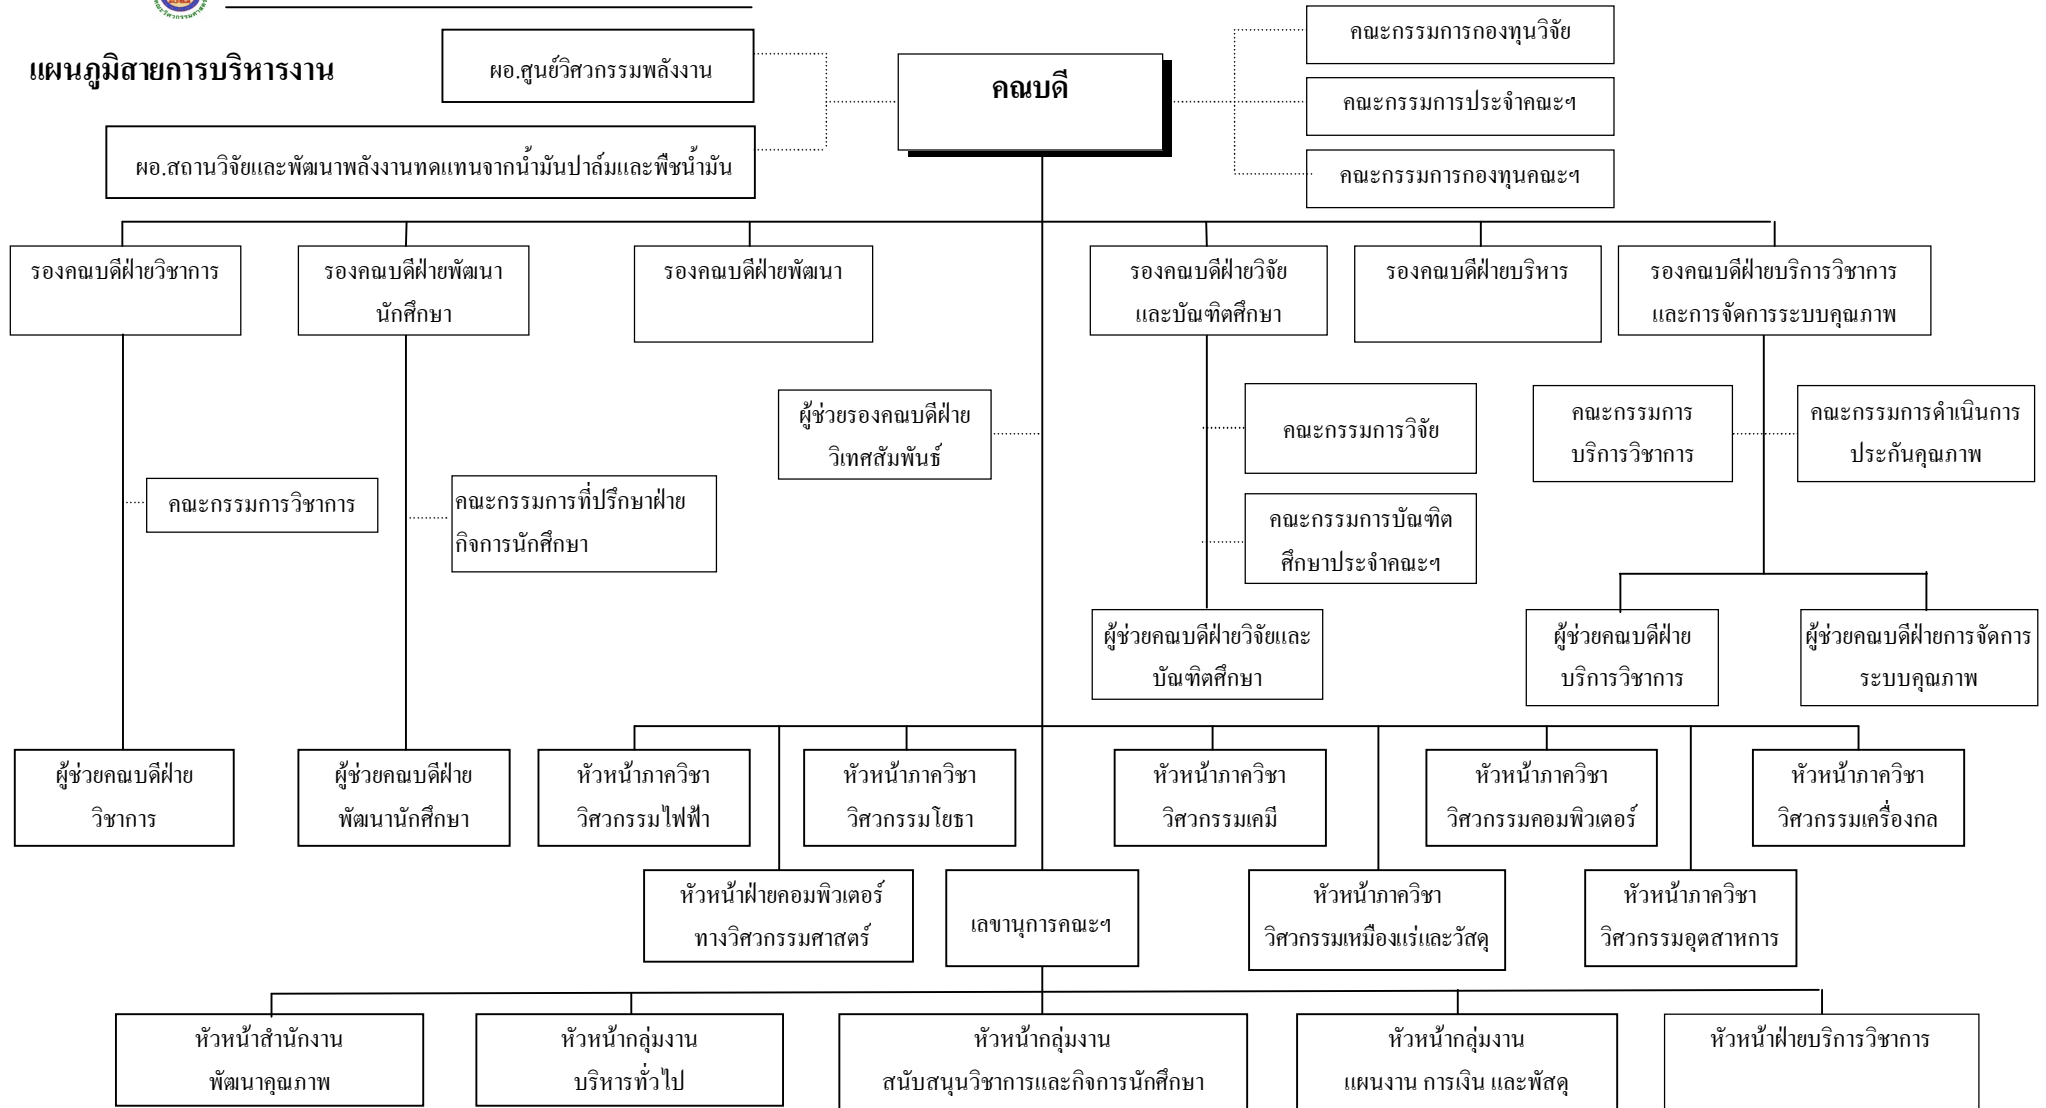 คณะวิศวกรรมศาสตร์
แผนภูมิสายการบริหารงาน
ผอ.ศูนย์วิศวกรรมพลังงาน
ผอ.สถานวิจัยและพัฒนาพลังงานทดแทนจากน้ำมันปาล์มและพืชน้ำมัน
คณบดี
คณะกรรมการกองทุนวิจัย
คณะกรรมการประจำคณะฯ
คณะกรรมการกองทุนคณะฯ
รองคณบดีฝ่ายวิชาการ
รองคณบดีฝ่ายพัฒนา
นักศึกษา
รองคณบดีฝ่ายพัฒนา
รองคณบดีฝ่ายวิจัย
และบัณฑิตศึกษา
รองคณบดีฝ่ายบริหาร
รองคณบดีฝ่ายบริการวิชาการ
และการจัดการระบบคุณภาพ
ผู้ช่วยรองคณบดีฝ่าย
วิเทศสัมพันธ์
คณะกรรมการวิจัย
คณะกรรมการ
บริการวิชาการ
คณะกรรมการดำเนินการ
ประกันคุณภาพ
คณะกรรมการวิชาการ
คณะกรรมการที่ปรึกษาฝ่าย
กิจการนักศึกษา
คณะกรรมการบัณฑิต
ศึกษาประจำคณะฯ
ผู้ช่วยคณบดีฝ่ายวิจัยและ
บัณฑิตศึกษา
ผู้ช่วยคณบดีฝ่าย
บริการวิชาการ
ผู้ช่วยคณบดีฝ่ายการจัดการ
ระบบคุณภาพ
ผู้ช่วยคณบดีฝ่าย
วิชาการ
ผู้ช่วยคณบดีฝ่าย
พัฒนานักศึกษา
หัวหน้าภาควิชา
วิศวกรรมไฟฟ้า
หัวหน้าภาควิชา
วิศวกรรมโยธา
หัวหน้าภาควิชา
วิศวกรรมเคมี
หัวหน้าภาควิชา
วิศวกรรมคอมพิวเตอร์
หัวหน้าภาควิชา
วิศวกรรมเครื่องกล
หัวหน้าฝ่ายคอมพิวเตอร์
ทางวิศวกรรมศาสตร์
เลขานุการคณะฯ
หัวหน้าภาควิชา
วิศวกรรมเหมืองแร่และวัสดุ
หัวหน้าภาควิชา
วิศวกรรมอุตสาหการ
หัวหน้าสำนักงาน
พัฒนาคุณภาพ
หัวหน้ากลุ่มงาน
บริหารทั่วไป
หัวหน้ากลุ่มงาน
สนับสนุนวิชาการและกิจการนักศึกษา
หัวหน้ากลุ่มงาน
แผนงาน การเงิน และพัสดุ
หัวหน้าฝ่ายบริการวิชาการ